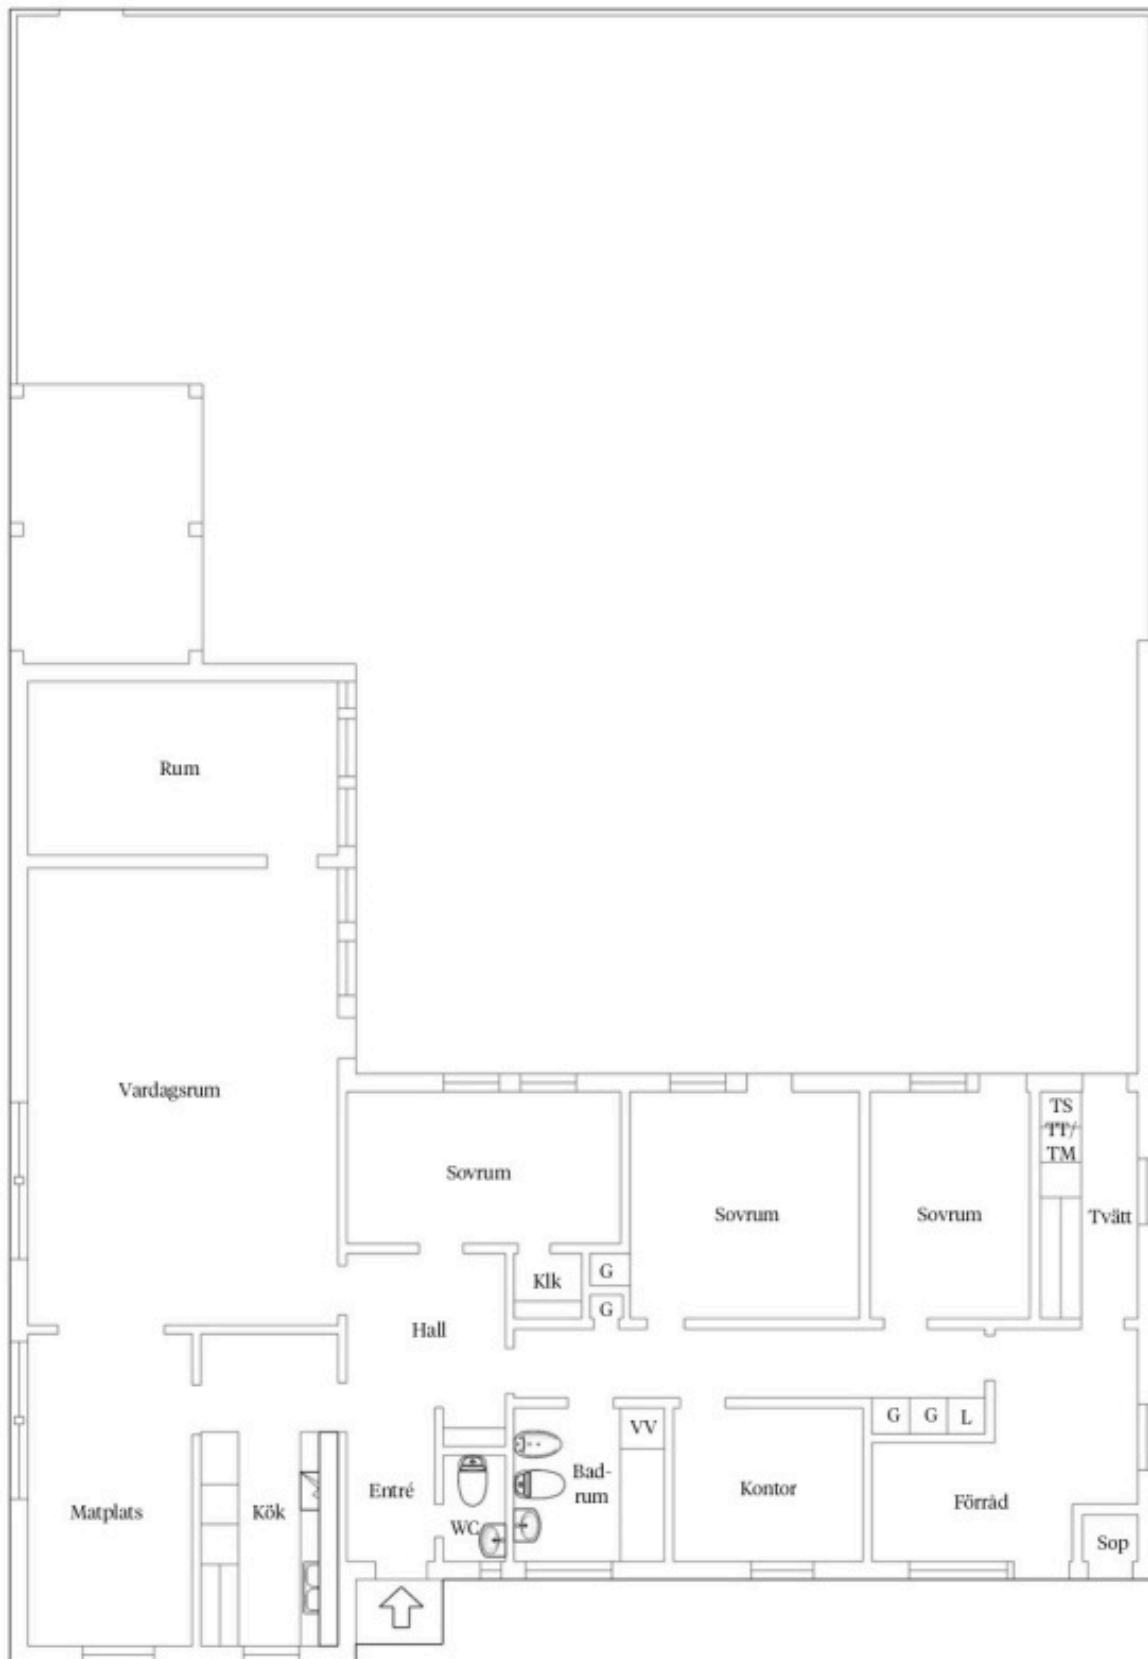 Rum
Vardagsrum
Sovrum
Sovrum
Sovrum
TS
TT/
TM
Tvätt
Klk
G
G
Hall
VV
G
G
L
Entré
WC
Bad-
rum
Kontor
Förråd
Matplats
Kök
Sop